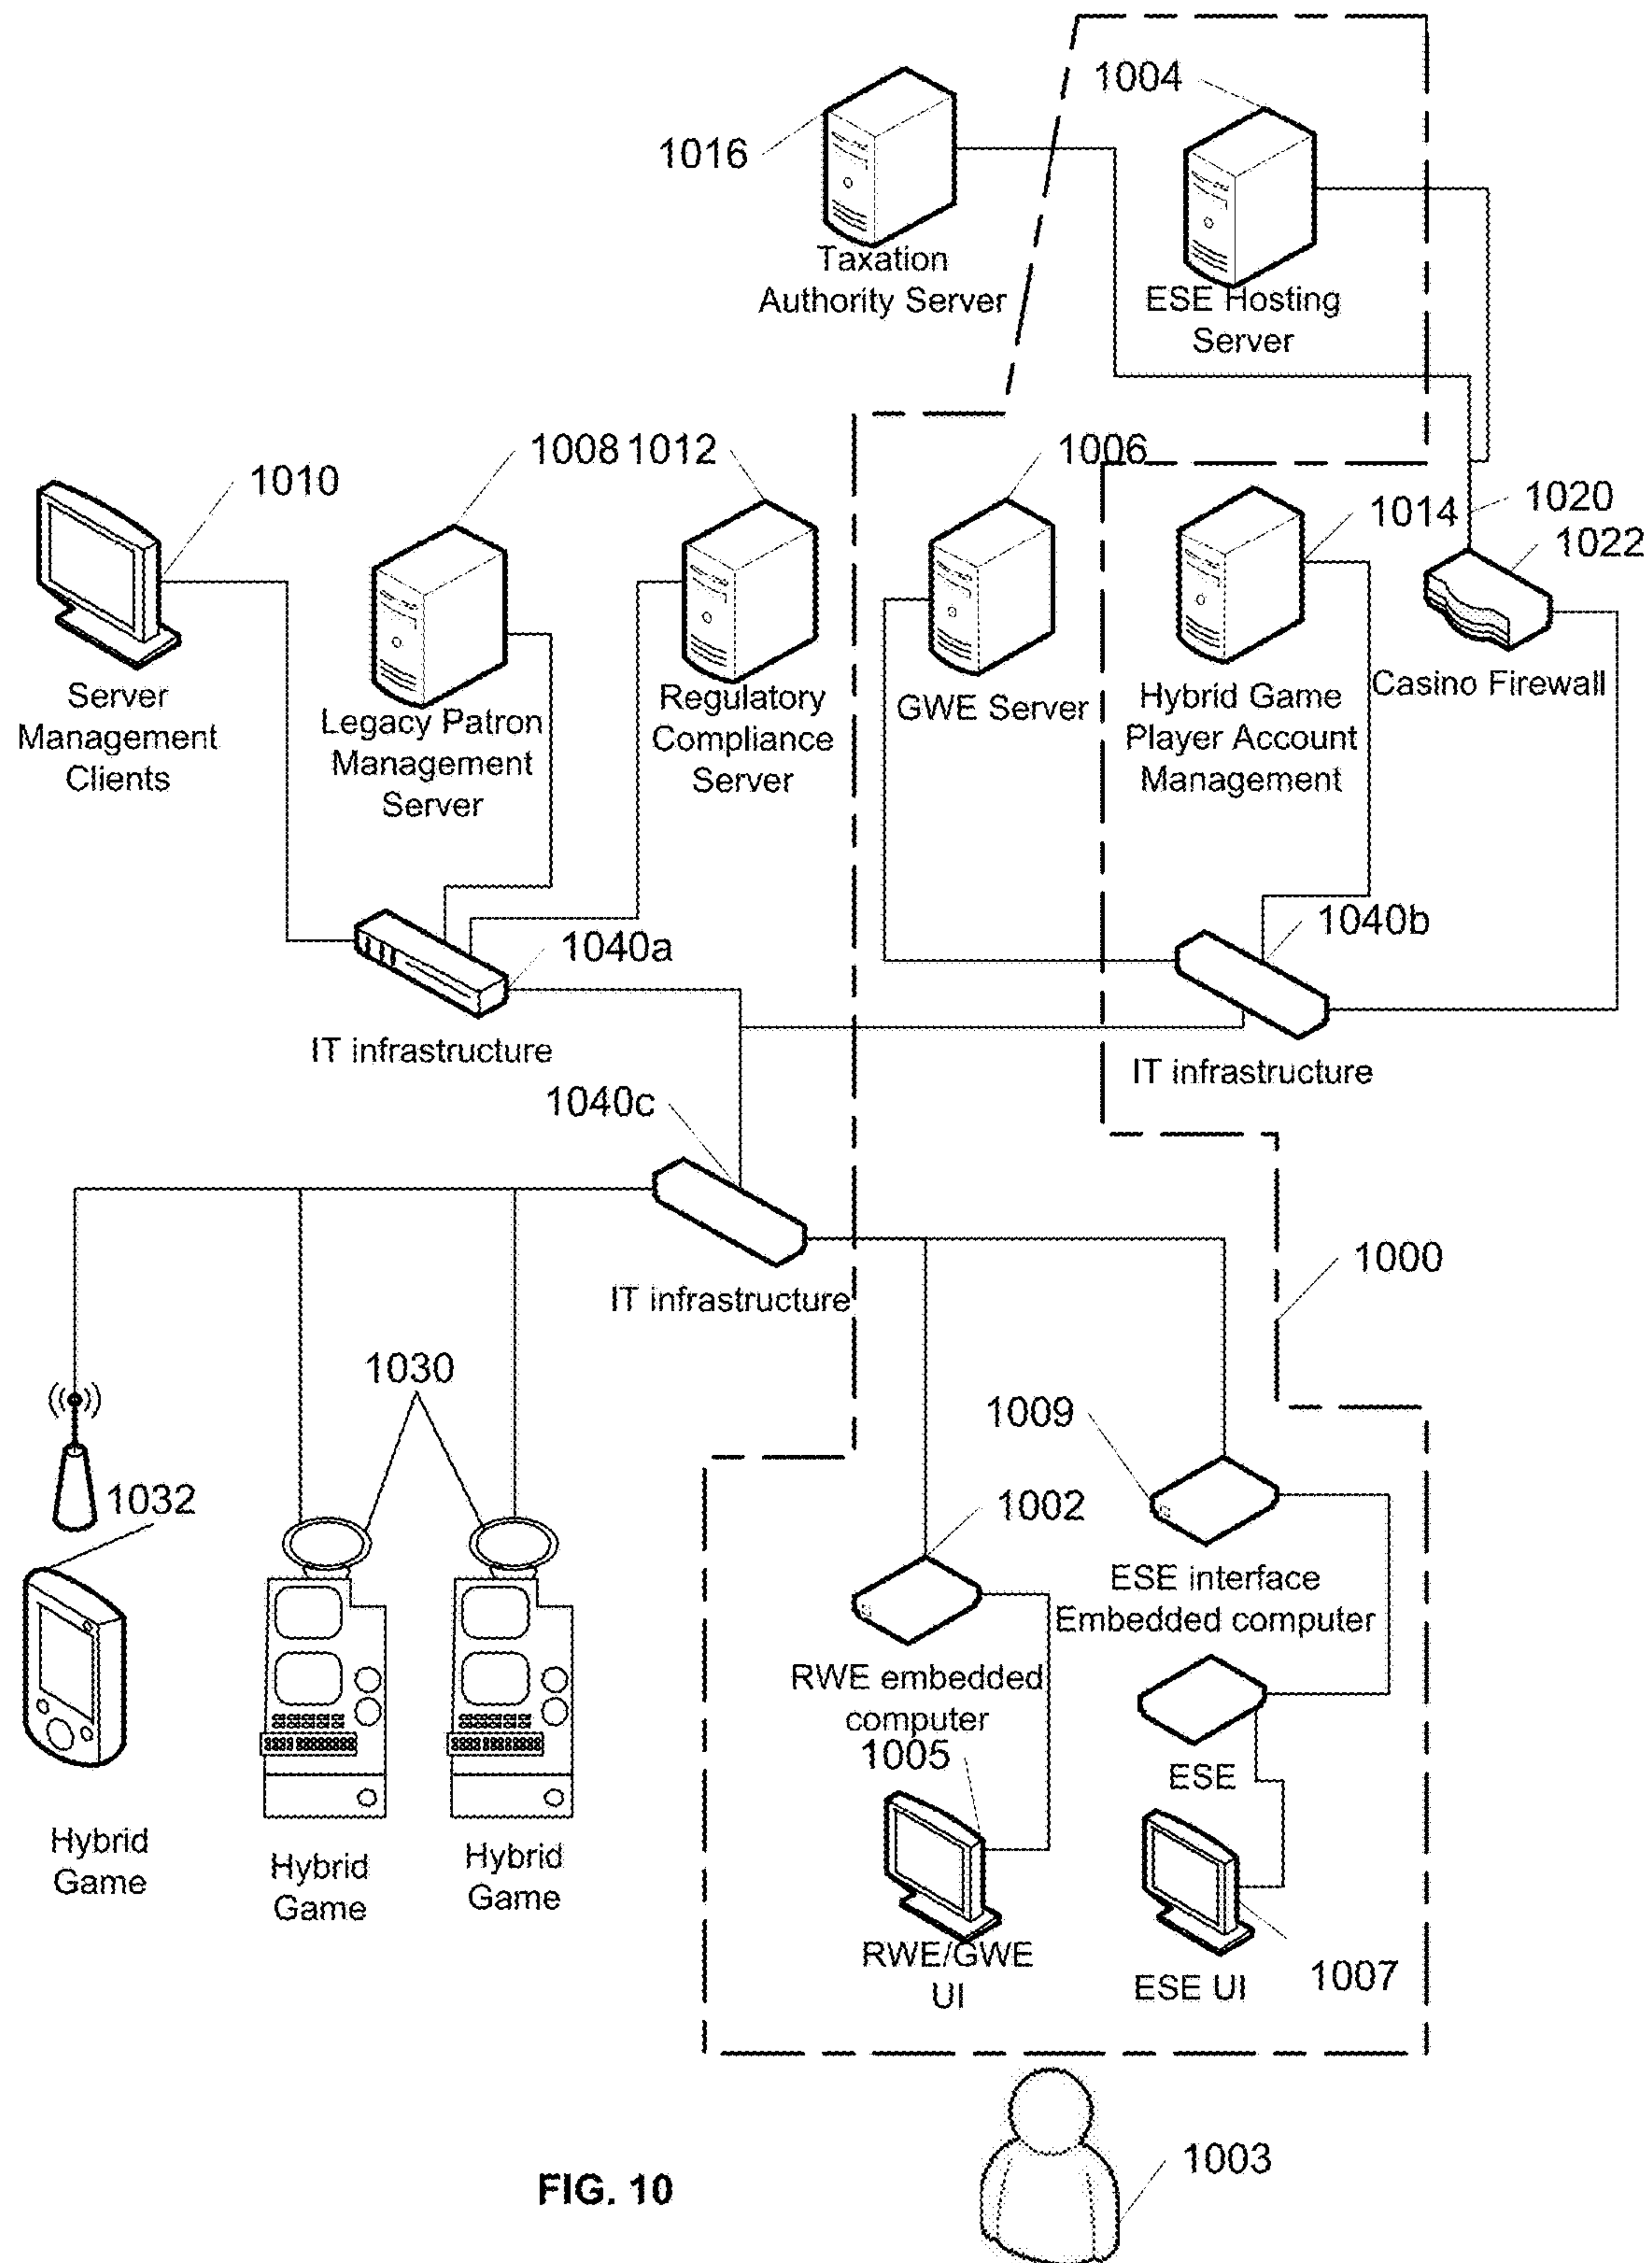 1004
1016
Taxation
Authority Server
ESE Hosting
Server
1008
1012
1006
1010
1014
1020
1022
Server
Management
Clients
Legacy Patron
Management
Server
Regulatory
Compliance
Server
GWE Server
Hybrid Game
Player Account
Management
Casino Firewall
1040a
1040b
IT infrastructure
IT infrastructure
1040c
IT infrastructure
1000
1030
1009
1032
1002
ESE interface
Embedded computer
RWE embedded
computer
1005
ESE
Hybrid
Game
Hybrid
Game
Hybrid
Game
RWE/GWE
UI
ESE UI
1007
1003
FIG. 10